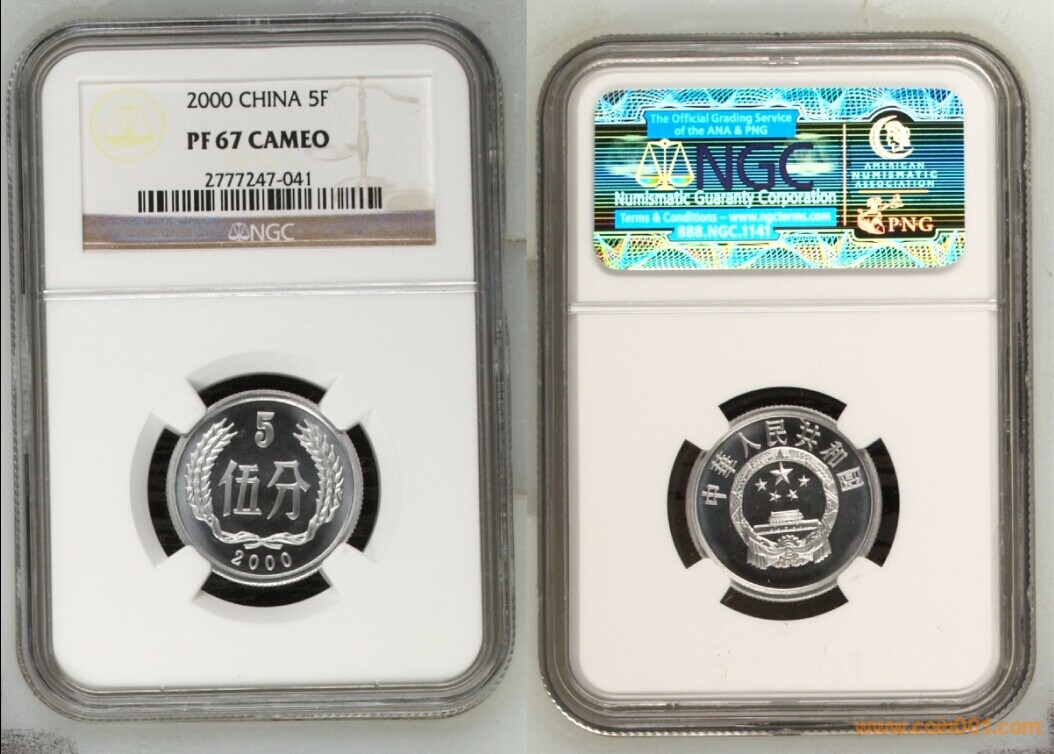 2000 CHINA 5F
PF 67 CAMEO
2777247-041
NGC
5
伍分
2000
The Official Grading Service
of the ANA & PNG
NGC
Numismatic Guaranty Corporation
Terms & Conditions – www.ngcterms.com
888.NGC.1141
AMERICAN
NUMISMATIC
ASSOCIATION
PNG
中華人民共和國
www.coin001.com